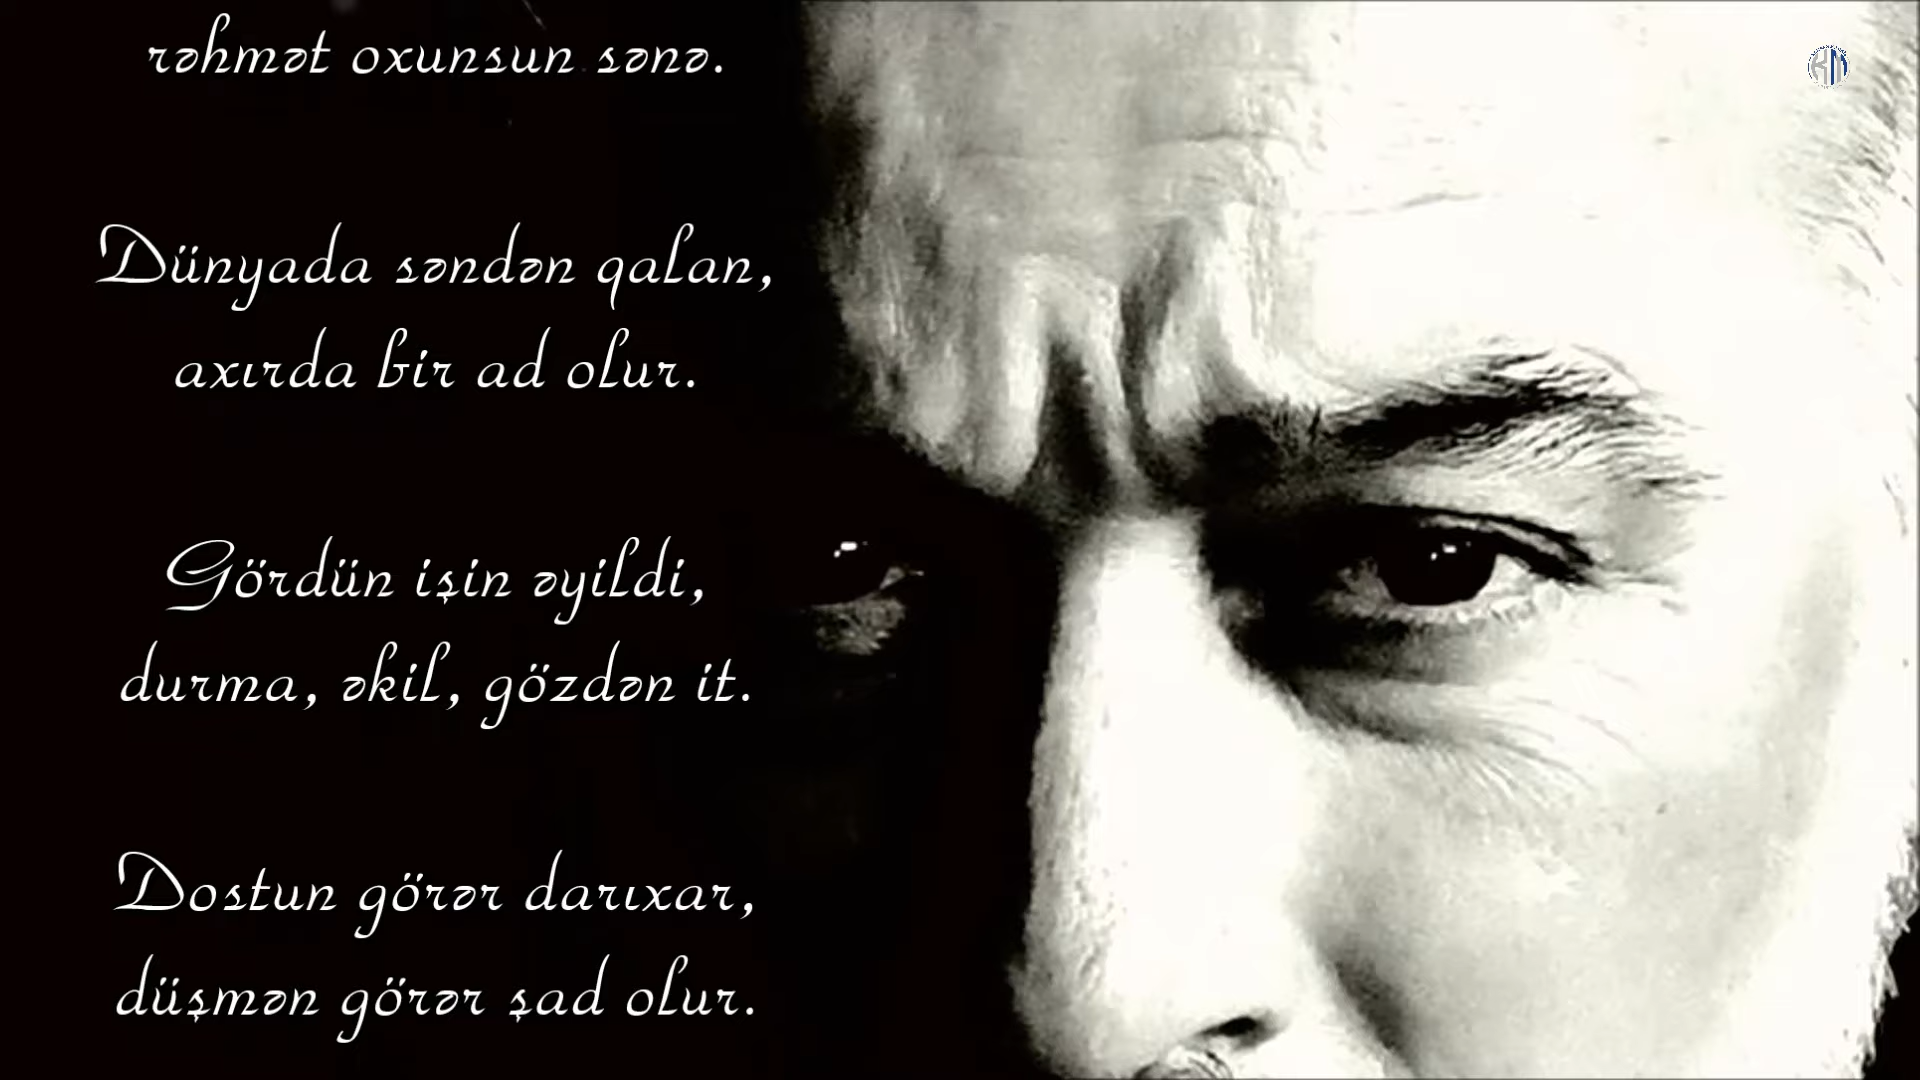 rəhmət oxunsun sənə.
Dünyada səndən qalan,
axırda bir ad olur.
Gördün işin əyildi,
durma, əkil, gözdən it.
Dostun görər darıxar,
düşmən görər şad olur.